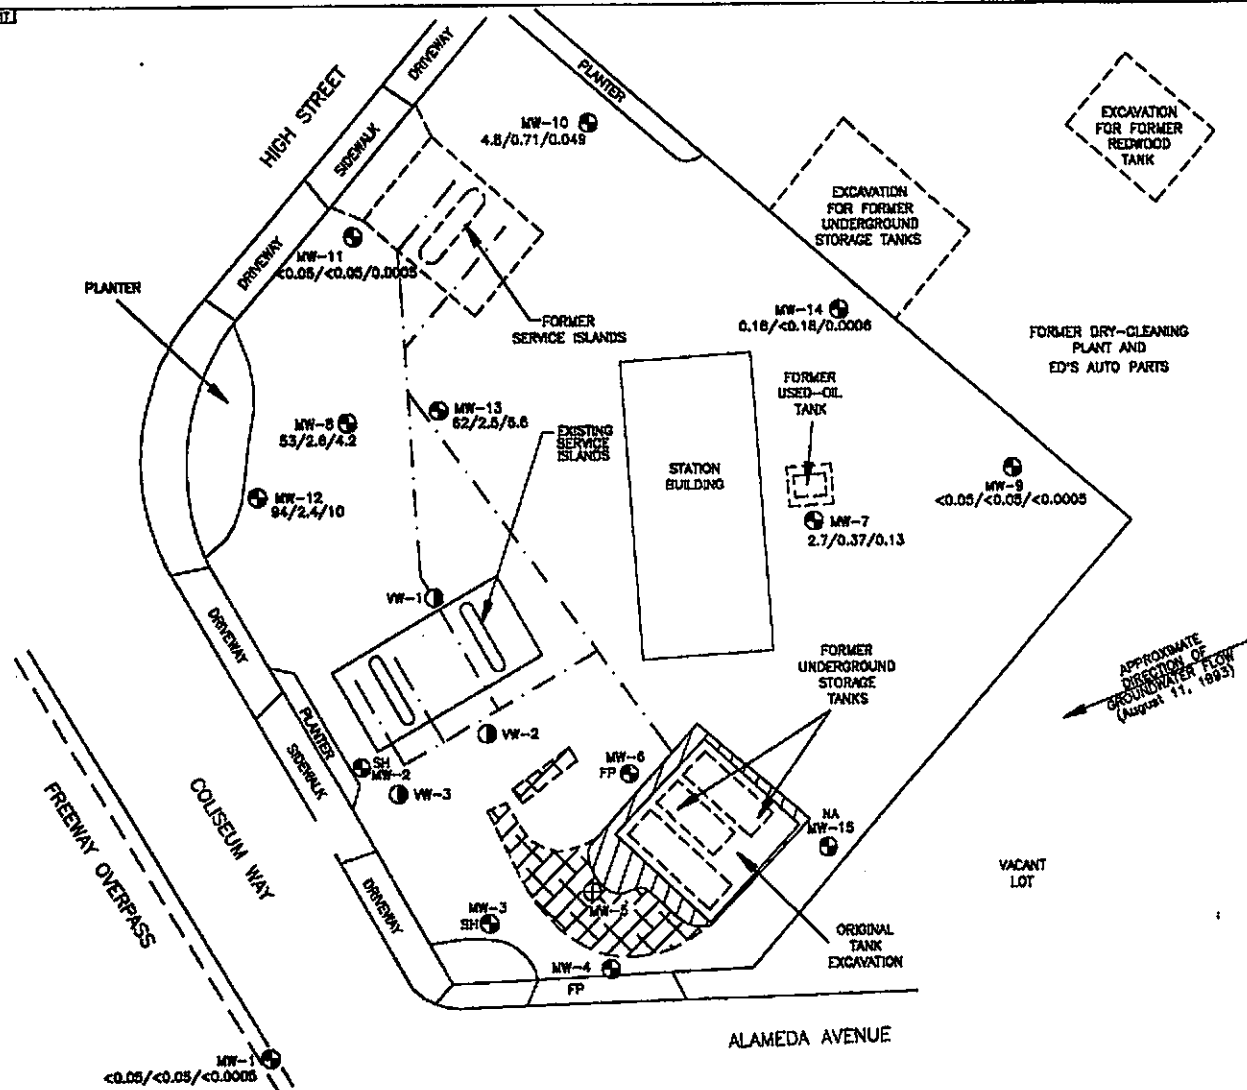 HIGH STREET
DRIVEWAY
SIDEWALK
DRIVEWAY
PLANTER
MW-10
4.8/0.71/0.049
EXCAVATION
FOR FORMER
REDWOOD
TANK
EXCAVATION
FOR FORMER
UNDERGROUND
STORAGE TANKS
MW-11
<0.05/<0.05/0.0005
PLANTER
FORMER
SERVICE ISLANDS
MW-14
0.18/<0.18/0.0006
FORMER DRY-CLEANING
PLANT AND
ED'S AUTO PARTS
FORMER
USED-OIL
TANK
MW-8
53/2.8/4.2
MW-13
62/2.5/5.6
EXISTING
SERVICE
ISLANDS
STATION
BUILDING
MW-9
<0.05/<0.05/<0.0005
MW-12
94/2.4/10
MW-7
2.7/0.37/0.13
VW-1
DRIVEWAY
FORMER
UNDERGROUND
STORAGE
TANKS
APPROXIMATE
DIRECTION OF
GROUNDWATER FLOW
(August 11, 1993)
PLANTER
SIDEWALK
VW-2
SH
MW-2
VW-3
MW-6
FP
NA
MW-15
FREEWAY OVERPASS
COLISEUM WAY
DRIVEWAY
VACANT
LOT
MW-3
SH
MW-5
ORIGINAL
TANK
EXCAVATION
MW-4
FP
ALAMEDA AVENUE
MW-1
<0.05/<0.05/<0.0005